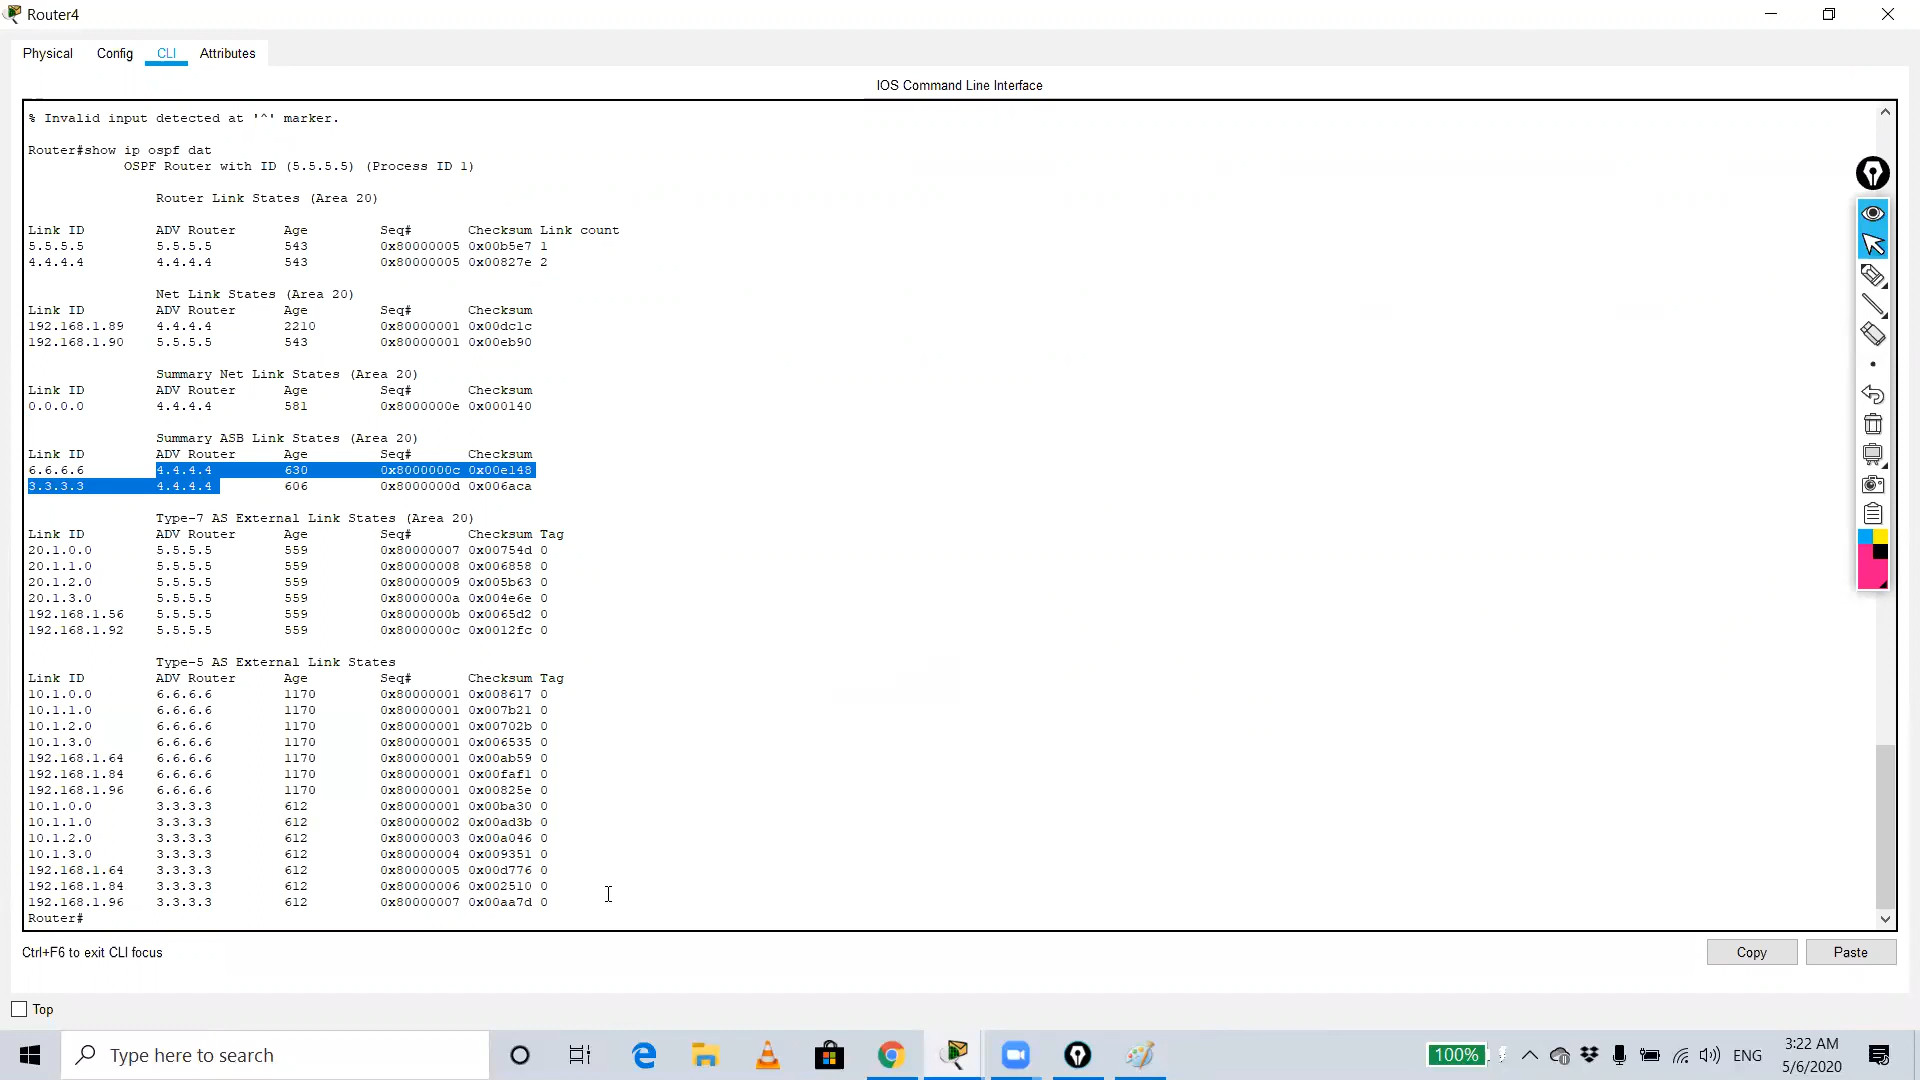 Router4
Physical Config CLI Attributes
IOS Command Line Interface
% Invalid input detected at '^' marker.
Router#show ip ospf dat
OSPF Router with ID (5.5.5.5) (Process ID 1)
Router Link States (Area 20)
Link ID ADV Router Age Seq# Checksum Link count
5.5.5.5 5.5.5.5 543 0x80000005 0x00b5e7 1
4.4.4.4 4.4.4.4 543 0x80000005 0x00827e 2
Net Link States (Area 20)
Link ID ADV Router Age Seq# Checksum
192.168.1.89 4.4.4.4 2210 0x80000001 0x00dc1c
192.168.1.90 5.5.5.5 543 0x80000001 0x00eb90
Summary Net Link States (Area 20)
Link ID ADV Router Age Seq# Checksum
0.0.0.0 4.4.4.4 581 0x8000000e 0x000140
Summary ASB Link States (Area 20)
Link ID ADV Router Age Seq# Checksum
6.6.6.6 4.4.4.4 630 0x8000000c 0x00e148
3.3.3.3 4.4.4.4 606 0x8000000d 0x006aca
Type-7 AS External Link States (Area 20)
Link ID ADV Router Age Seq# Checksum Tag
20.1.0.0 5.5.5.5 559 0x80000007 0x00754d 0
20.1.1.0 5.5.5.5 559 0x80000008 0x006858 0
20.1.2.0 5.5.5.5 559 0x80000009 0x005b63 0
20.1.3.0 5.5.5.5 559 0x8000000a 0x004e6e 0
192.168.1.56 5.5.5.5 559 0x8000000b 0x0065d2 0
192.168.1.92 5.5.5.5 559 0x8000000c 0x0012fc 0
Type-5 AS External Link States
Link ID ADV Router Age Seq# Checksum Tag
10.1.0.0 6.6.6.6 1170 0x80000001 0x008617 0
10.1.1.0 6.6.6.6 1170 0x80000001 0x007b21 0
10.1.2.0 6.6.6.6 1170 0x80000001 0x00702b 0
10.1.3.0 6.6.6.6 1170 0x80000001 0x006535 0
192.168.1.64 6.6.6.6 1170 0x80000001 0x00ab59 0
192.168.1.84 6.6.6.6 1170 0x80000001 0x00faf1 0
192.168.1.96 6.6.6.6 1170 0x80000001 0x00825e 0
10.1.0.0 3.3.3.3 612 0x80000001 0x00ba30 0
10.1.1.0 3.3.3.3 612 0x80000002 0x00ad3b 0
10.1.2.0 3.3.3.3 612 0x80000003 0x00a046 0
10.1.3.0 3.3.3.3 612 0x80000004 0x009351 0
192.168.1.64 3.3.3.3 612 0x80000005 0x00d776 0
192.168.1.84 3.3.3.3 612 0x80000006 0x002510 0
192.168.1.96 3.3.3.3 612 0x80000007 0x00aa7d 0
Router#
Ctrl+F6 to exit CLI focus
Copy Paste
Top
Type here to search
100% ENG 3:22 AM
5/6/2020